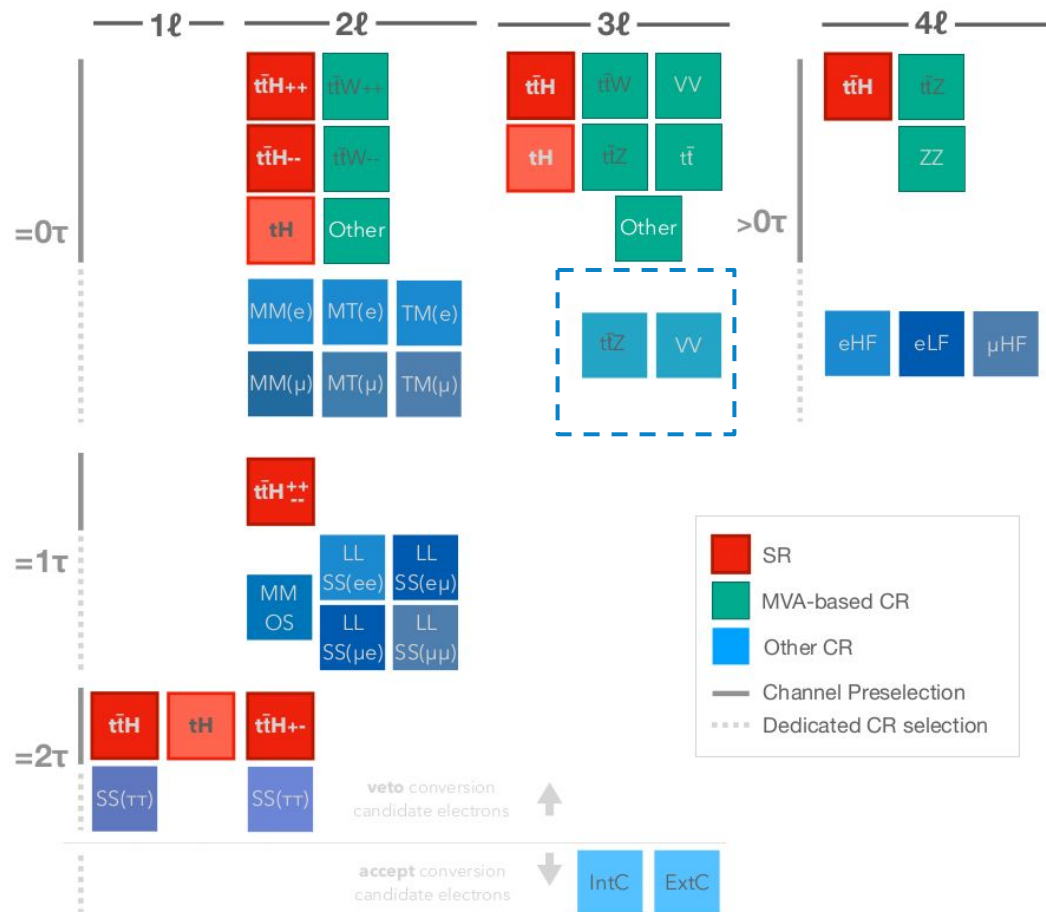 1ℓ 2ℓ 3ℓ 4ℓ
tt̄H++ tt̄W++ tt̄H tt̄W VV tt̄H tt̄Z
tt̄H-- tt̄W-- tH tt̄Z tt̄ ZZ
=0τ tH Other Other >0τ
MM(e) MT(e) TM(e) tt̄Z VV eHF eLF μHF
MM(μ) MT(μ) TM(μ)
tt̄H++
--
=1τ
LL LL
SS(ee) SS(eμ)
MM
OS
LL LL
SS(μe) SS(μμ)
SR
MVA-based CR
Other CR
Channel Preselection
Dedicated CR selection
=2τ tt̄H tH tt̄H+-
SS(ττ) SS(ττ)
veto conversion
candidate electrons
accept conversion
candidate electrons
IntC ExtC